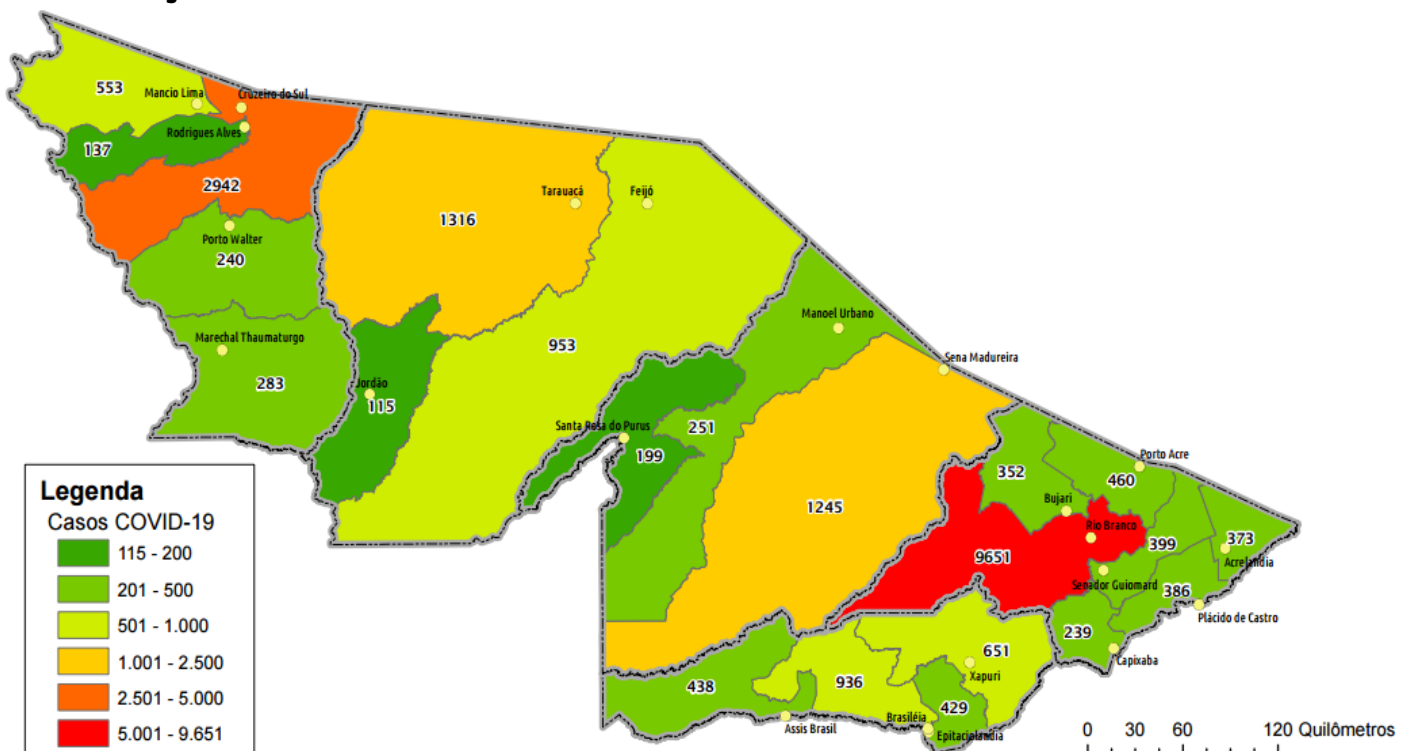 553
Mancio Lima
Cruzeiro do Sul
Rodrigues Alves
137
2942
Tarauacá
Feijó
1316
Porto Walter
240
Manoel Urbano
Marechal Thaumaturgo
953
Sena Madureira
283
Jordão
115
Santa Rosa do Purus
251
199
352
Porto Acre
460
Bujari
1245
Rio Branco
9651
399
373
Acrelandia
Senador Guiomard
386
Plácido de Castro
239
Capixaba
651
Xapuri
438
936
429
Brasiléia
Assis Brasil
Epitaciolandia
Legenda
Casos COVID-19
115 - 200
201 - 500
501 - 1.000
1.001 - 2.500
2.501 - 5.000
5.001 - 9.651
0 30 60 120 Quilômetros